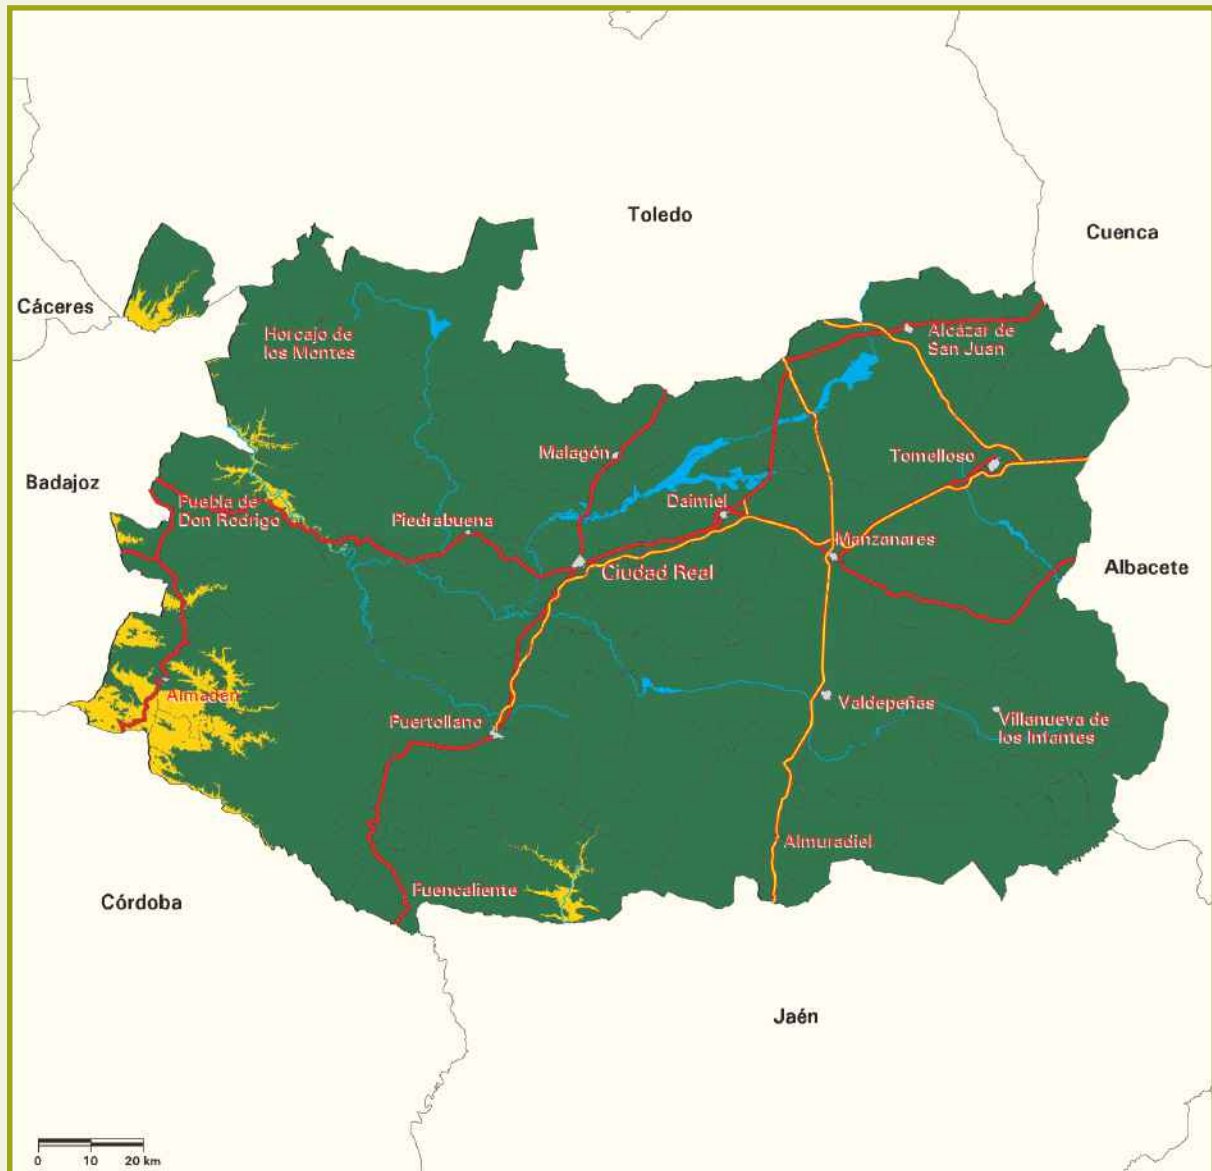 Toledo
Cuenca
Cáceres
Horcajo de
los Montes
Alcázar de
San Juan
Malagón
Tomelloso
Badajoz
Puebla de
Don Rodrigo
Piedrabuena
Daimiel
Manzanares
Ciudad Real
Albacete
Almadén
Puertollano
Valdepeñas
Villanueva de
los Infantes
Almuradiel
Fuencaliente
Córdoba
Jaén
0 10 20 km